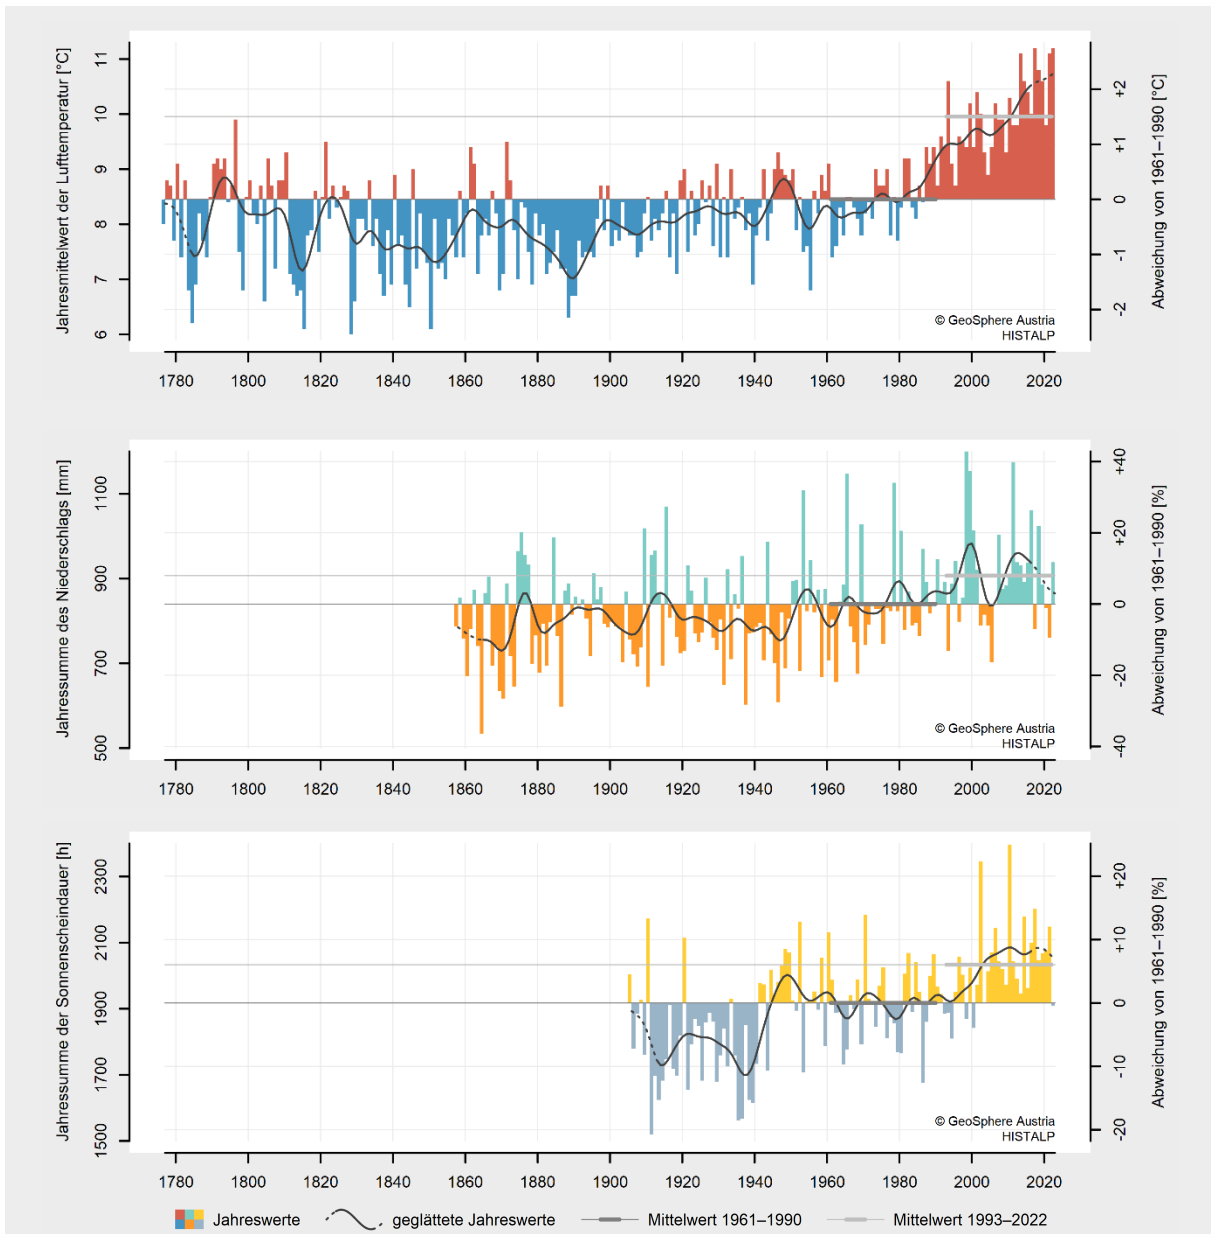 Jahresmittelwert der Lufttemperatur [°C]
11
10
9
8
7
6
+2
+1
0
-1
-2
Abweichung von 1961–1990 [°C]
© GeoSphere Austria
HISTALP
1780 1800 1820 1840 1860 1880 1900 1920 1940 1960 1980 2000 2020
Jahressumme des Niederschlags [mm]
1100
900
700
500
+40
+20
0
-20
-40
Abweichung von 1961–1990 [%]
© GeoSphere Austria
HISTALP
1780 1800 1820 1840 1860 1880 1900 1920 1940 1960 1980 2000 2020
Jahressumme der Sonnenscheindauer [h]
2300
2100
1900
1700
1500
+20
+10
0
-10
-20
Abweichung von 1961–1990 [%]
© GeoSphere Austria
HISTALP
1780 1800 1820 1840 1860 1880 1900 1920 1940 1960 1980 2000 2020
Jahreswerte geglättete Jahreswerte Mittelwert 1961–1990 Mittelwert 1993–2022